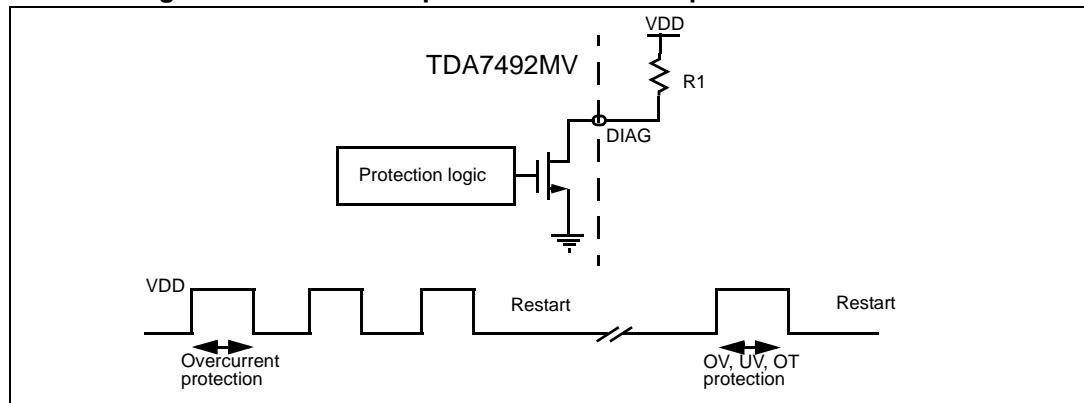 VDD
TDA7492MV
R1
DIAG
Protection logic
VDD
Restart
Restart
Overcurrent
protection
OV, UV, OT
protection